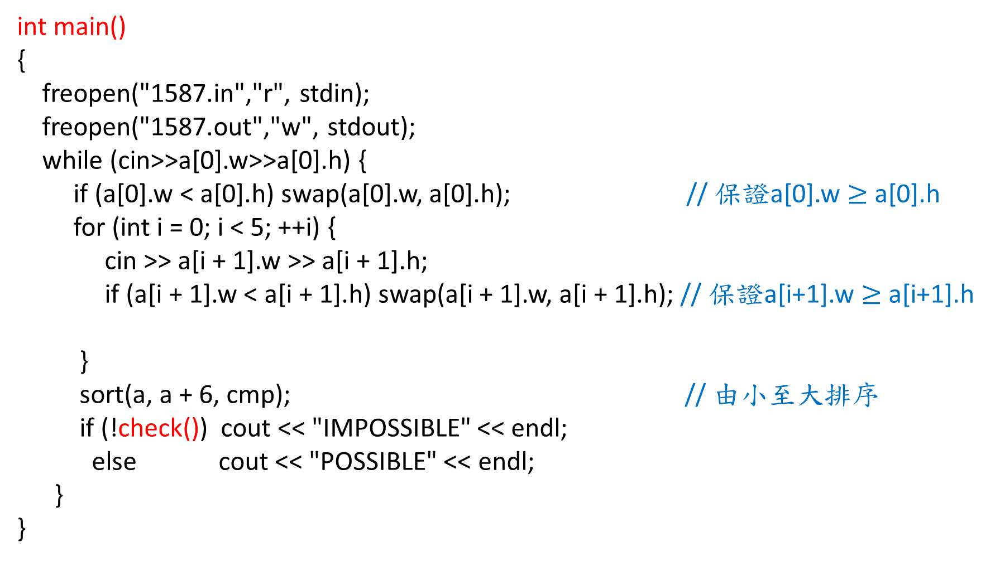 int main()
{
freopen("1587.in","r", stdin);
freopen("1587.out","w", stdout);
while (cin>>a[0].w>>a[0].h) {
if (a[0].w < a[0].h) swap(a[0].w, a[0].h); // 保證a[0].w ≥ a[0].h
for (int i = 0; i < 5; ++i) {
cin >> a[i + 1].w >> a[i + 1].h;
if (a[i + 1].w < a[i + 1].h) swap(a[i + 1].w, a[i + 1].h); // 保證a[i+1].w ≥ a[i+1].h
}
sort(a, a + 6, cmp); // 由小至大排序
if (!check()) cout << "IMPOSSIBLE" << endl;
else cout << "POSSIBLE" << endl;
}
}